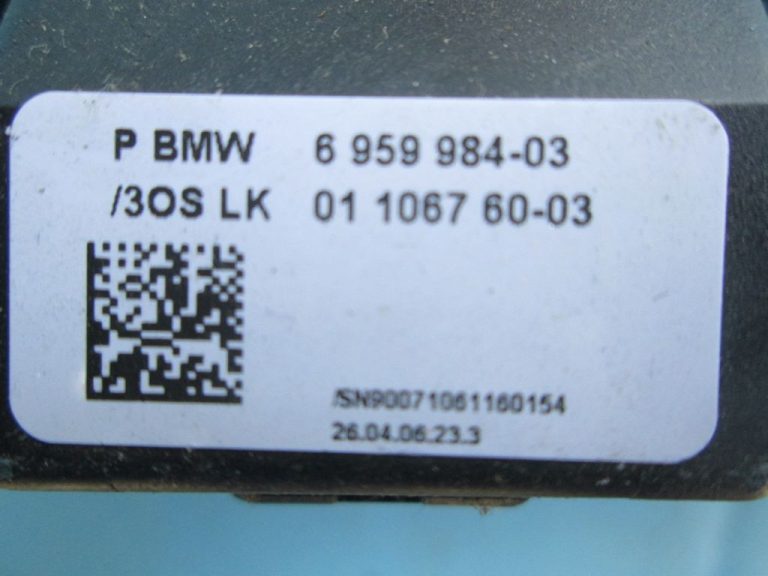 P BMW 6 959 984-03
/3OS LK 01 1067 60-03
/SN90071061160154
26.04.06.23.3